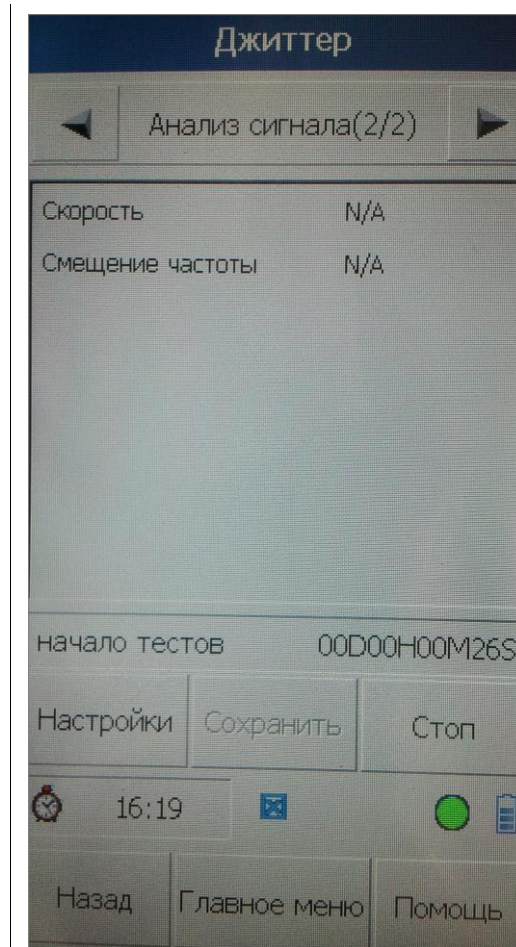 Джиттер
Анализ сигнала(2/2)
Скорость N/A
Смещение частоты N/A
начало тестов 00D00H00M26S
Настройки Сохранить Стоп
16:19
Назад Главное меню Помощь